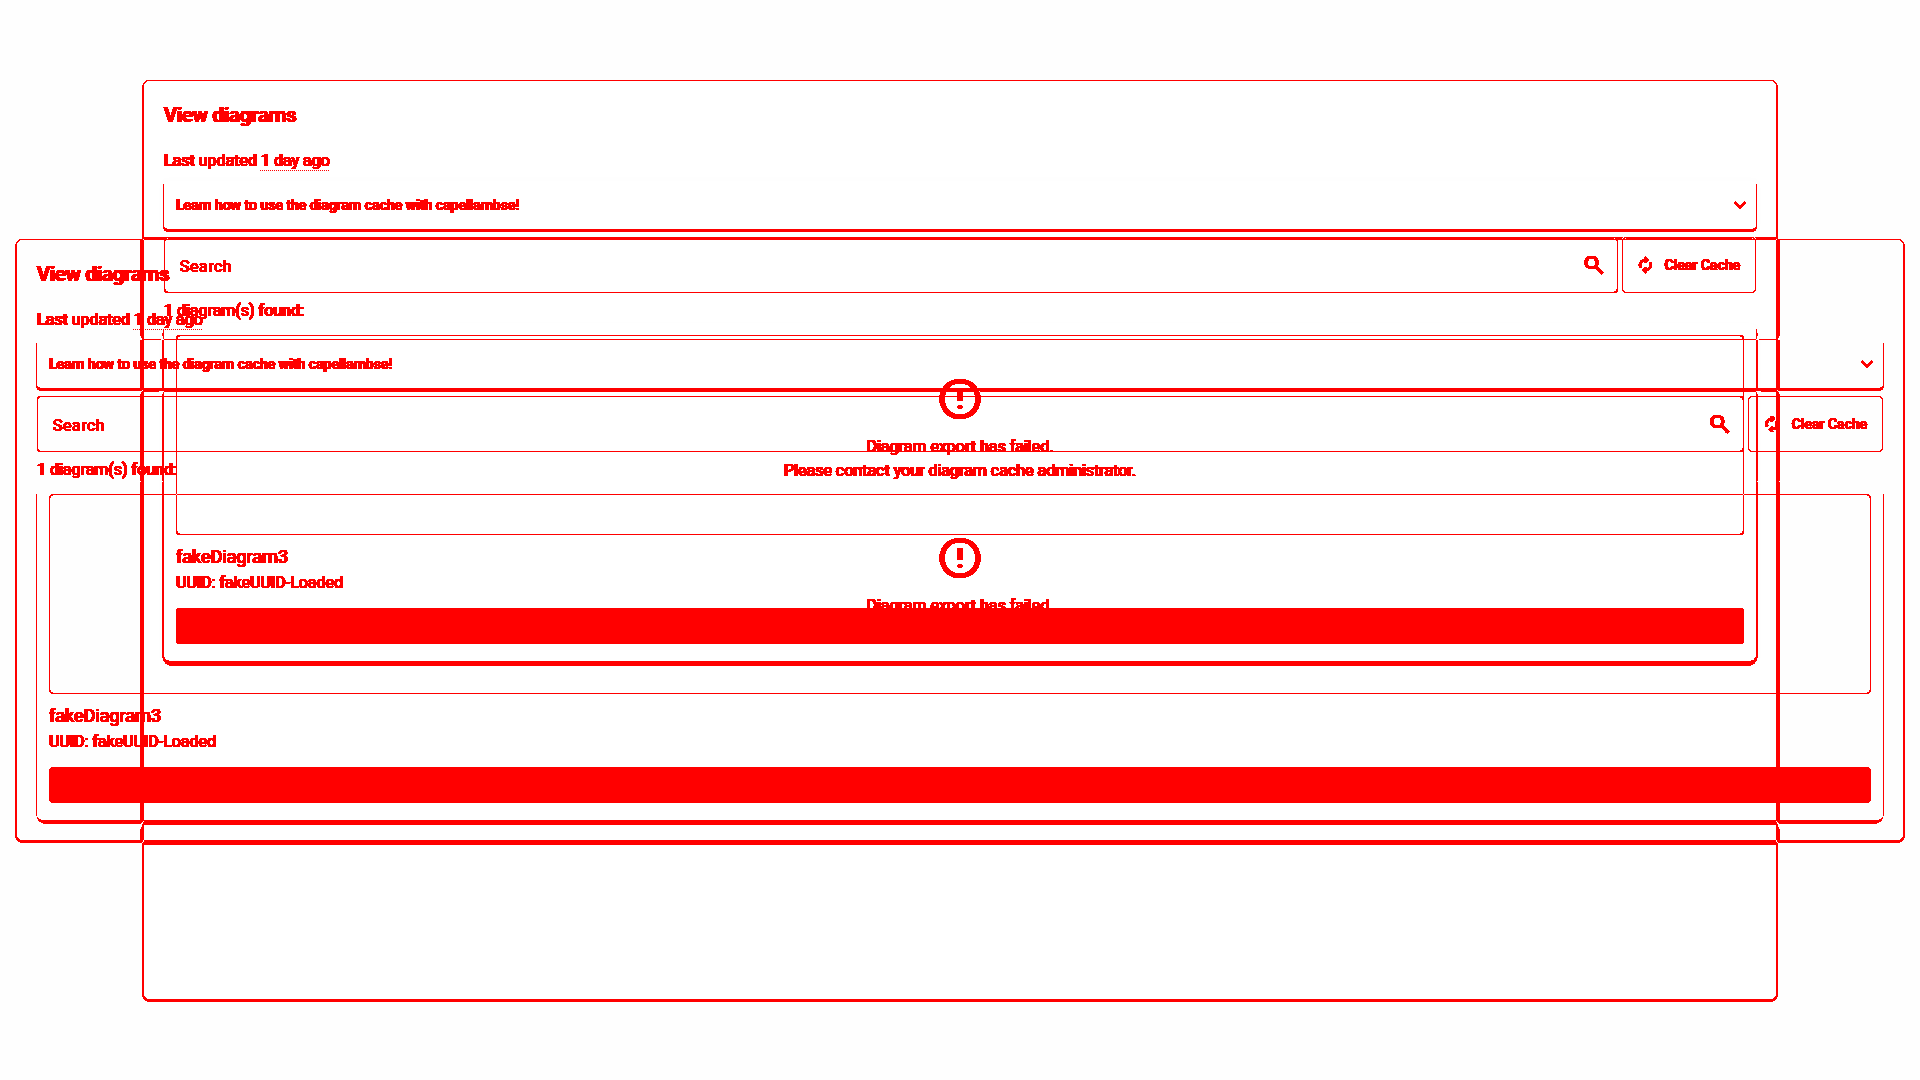 View diagrams
Last updated 1 day ago
Learn how to use the diagram cache with capellambse!
Search
Clear Cache
1 diagram(s) found:
Diagram export has failed.
Please contact your diagram cache administrator.
fakeDiagram3
UUID: fakeUUID-Loaded
View diagrams
Last updated 1 day ago
Learn how to use the diagram cache with capellambse!
Search
Clear Cache
1 diagram(s) found:
Diagram export has failed.
fakeDiagram3
UUID: fakeUUID-Loaded